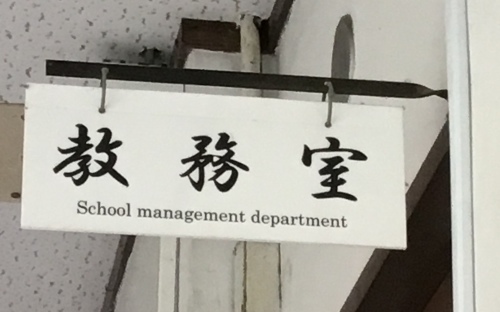 教務室
School management department